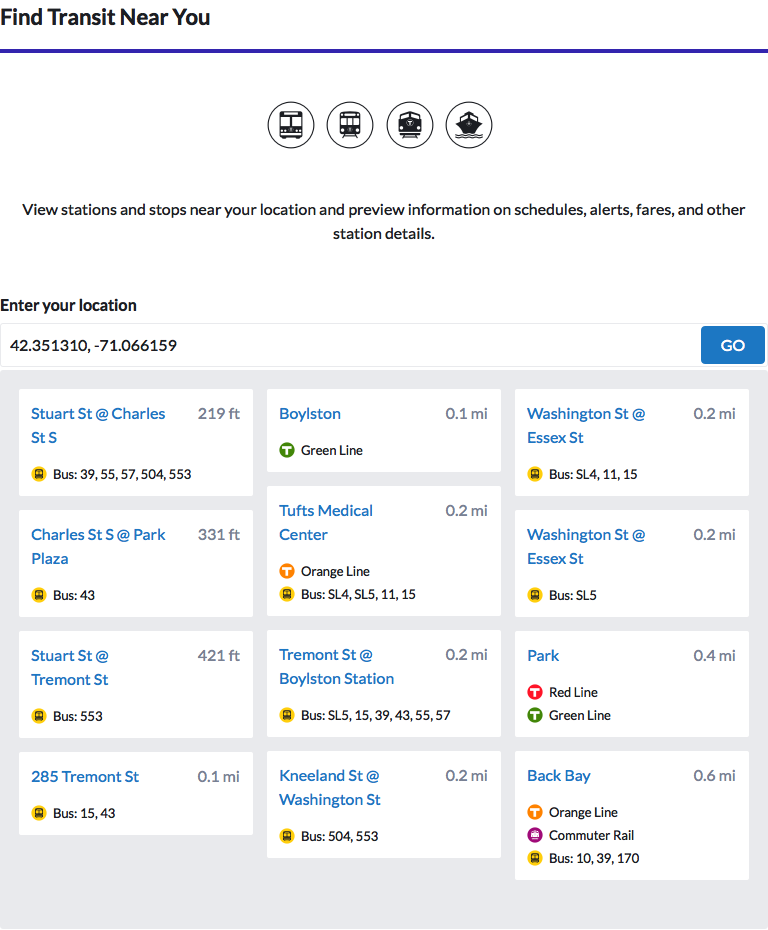 Find Transit Near You
View stations and stops near your location and preview information on schedules, alerts, fares, and other
station details.
Enter your location
42.351310, -71.066159
GO
Stuart St @ Charles 219 ft
St S
Bus: 39, 55, 57, 504, 553
Charles St S @ Park 331 ft
Plaza
Bus: 43
Stuart St @ 421 ft
Tremont St
Bus: 553
285 Tremont St 0.1 mi
Bus: 15, 43
Boylston 0.1 mi
T Green Line
Tufts Medical 0.2 mi
Center
T Orange Line
Bus: SL4, SL5, 11, 15
Tremont St @ 0.2 mi
Boylston Station
Bus: SL5, 15, 39, 43, 55, 57
Kneeland St @ 0.2 mi
Washington St
Bus: 504, 553
Washington St @ 0.2 mi
Essex St
Bus: SL4, 11, 15
Washington St @ 0.2 mi
Essex St
Bus: SL5
Park 0.4 mi
T Red Line
T Green Line
Back Bay 0.6 mi
T Orange Line
Commuter Rail
Bus: 10, 39, 170